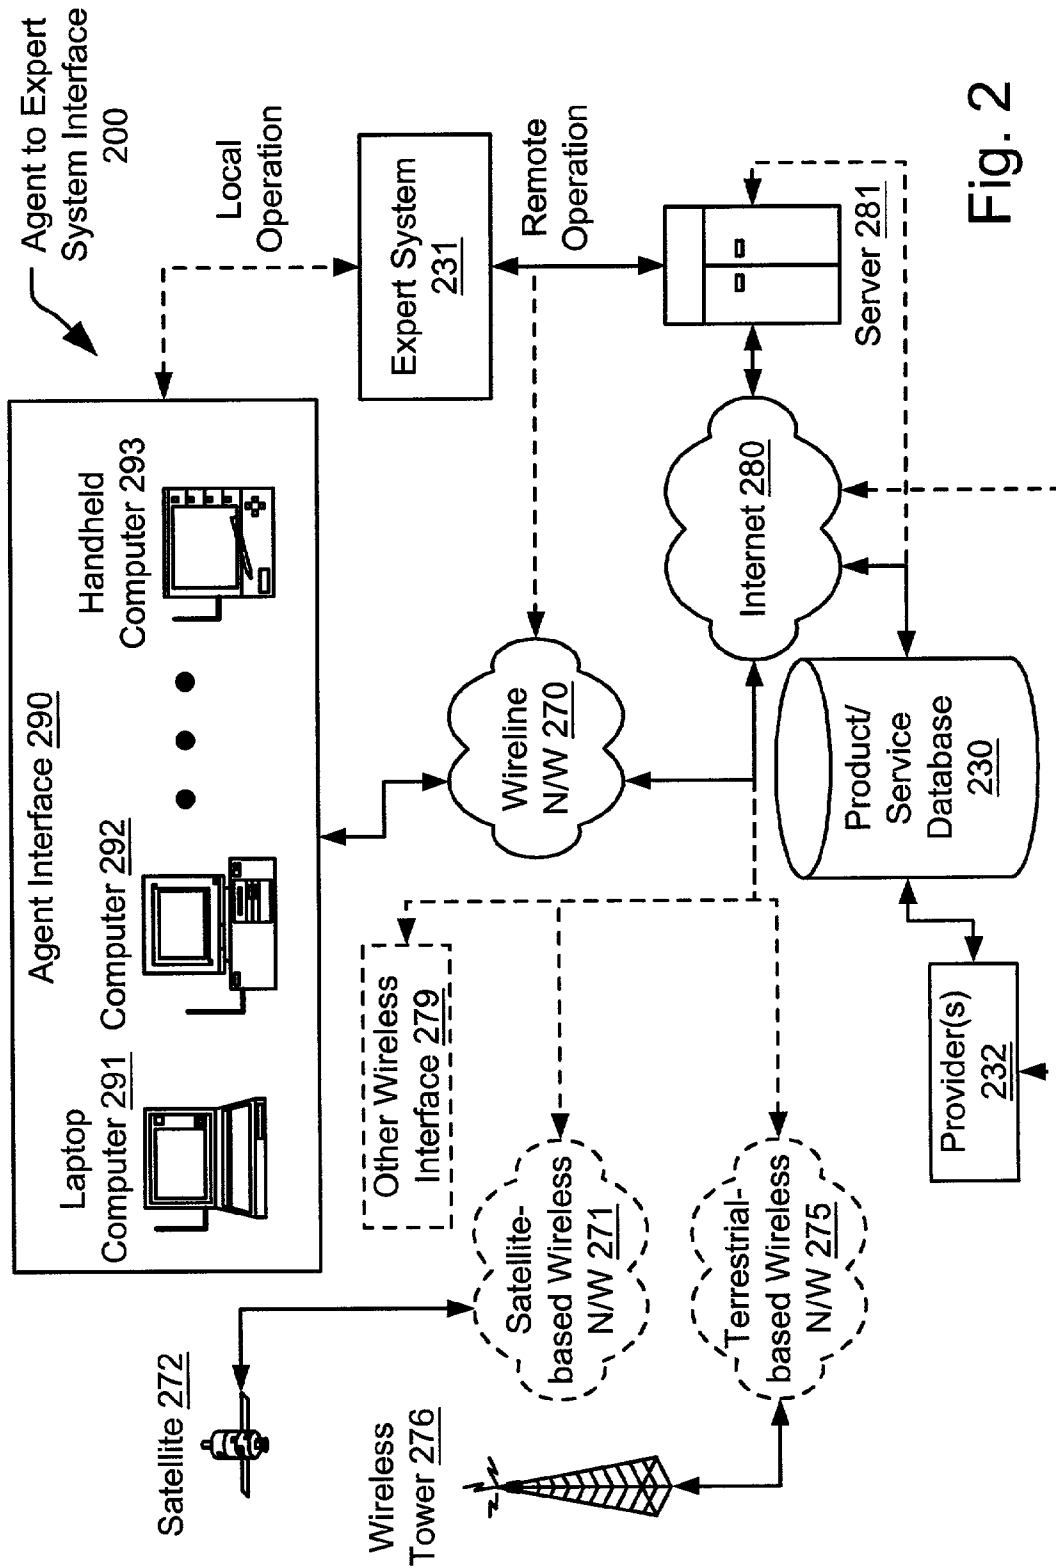 Agent to Expert
System Interface
200
Agent Interface 290
Laptop
Computer 291
Computer 292
Handheld
Computer 293
Local
Operation
Satellite 272
Other Wireless
Interface 279
Wireline
N/W 270
Expert System
231
Remote
Operation
Wireless
Tower 276
Satellite-
based Wireless
N/W 271
Terrestrial-
based Wireless
N/W 275
Internet 280
Server 281
Product/
Service
Database
230
Provider(s)
232
Fig. 2